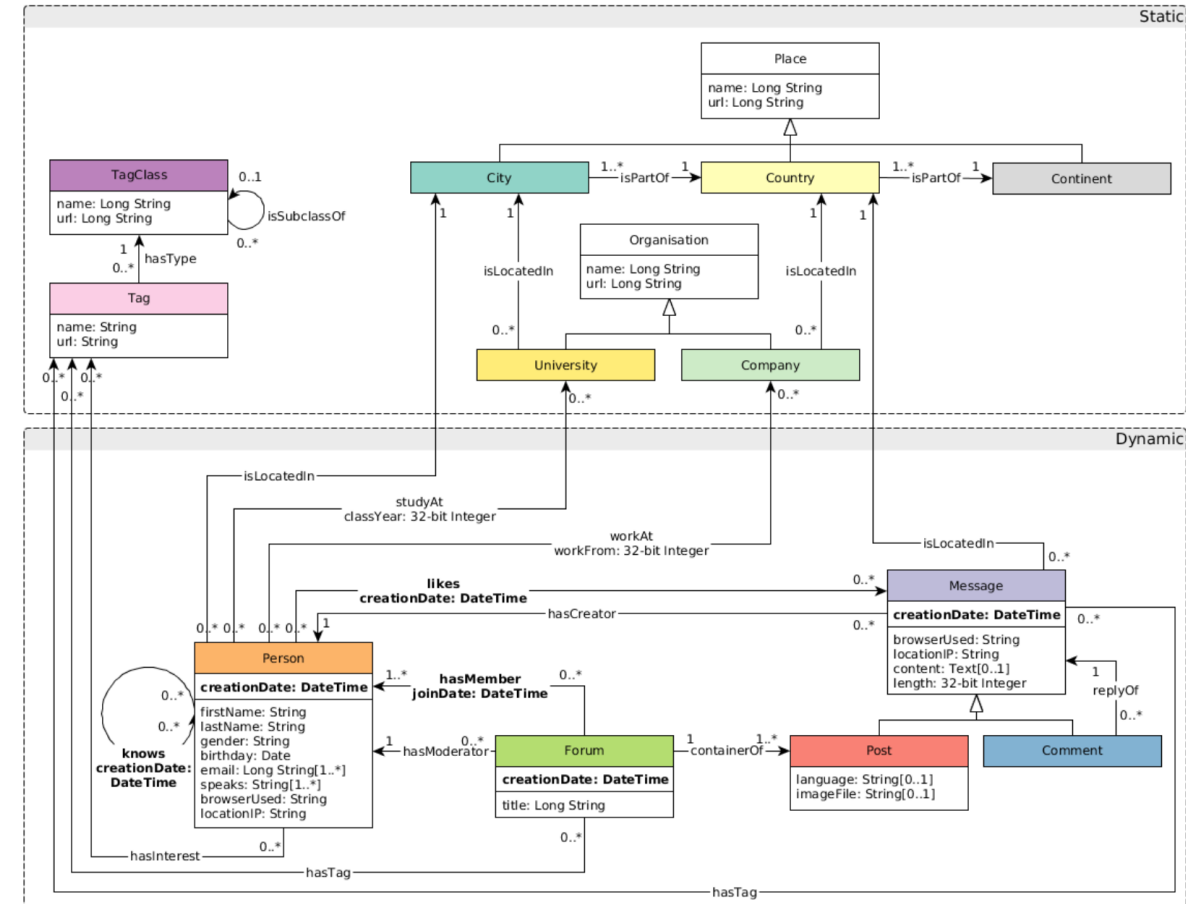 Static
Place
name: Long String
url: Long String
TagClass
name: Long String
url: Long String
0..1
isSubclassOf
0..*
City
1..*
isPartOf
1
Country
1..*
isPartOf
1
Continent
1
hasType
0..*
Tag
name: String
url: String
0..*
0..*
0..*
1
1
1
1
Organisation
name: Long String
url: Long String
isLocatedIn
isLocatedIn
0..*
0..*
University
Company
0..*
0..*
Dynamic
isLocatedIn
studyAt
classYear: 32-bit Integer
workAt
workFrom: 32-bit Integer
isLocatedIn
0..*
likes
creationDate: DateTime
0..*
hasCreator
0..*
0..*
0..*
0..*
0..*
1
Message
creationDate: DateTime
browserUsed: String
locationIP: String
content: Text[0..1]
length: 32-bit Integer
0..*
1
replyOf
0..*
Person
creationDate: DateTime
firstName: String
lastName: String
gender: String
birthday: Date
email: Long String[1..*]
speaks: String[1..*]
browserUsed: String
locationIP: String
0..*
0..*
knows
creationDate:
DateTime
1..*
hasMember
joinDate: DateTime
0..*
1
hasModerator
0..*
Forum
creationDate: DateTime
title: Long String
1
containerOf
1..*
Post
language: String[0..1]
imageFile: String[0..1]
Comment
0..*
hasInterest
0..*
hasTag
hasTag